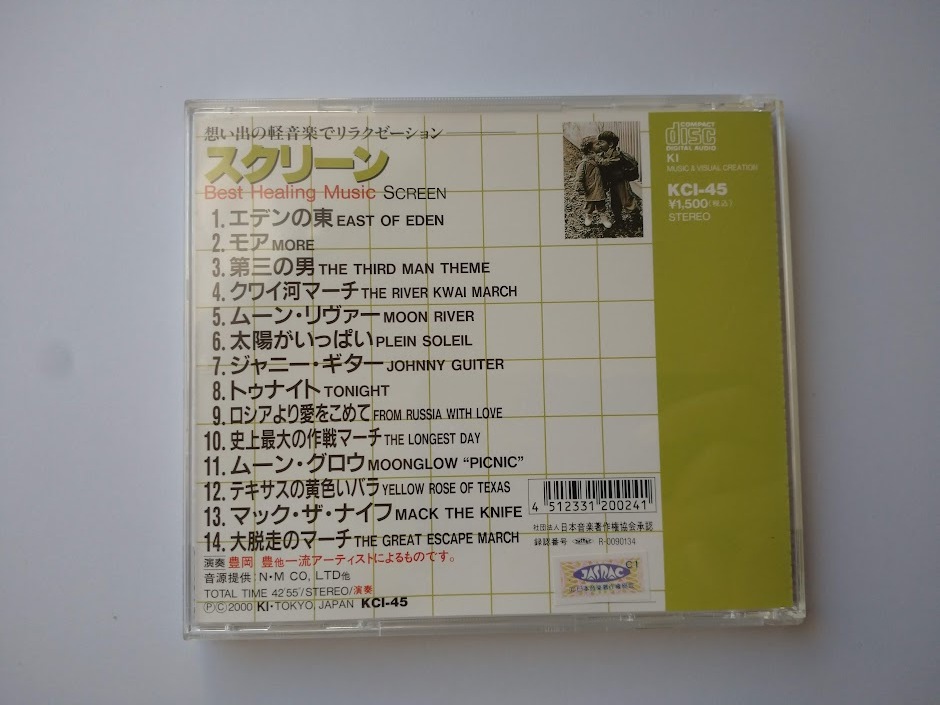 想い出の軽音楽でリラクゼーション
スクリーン
Best Healing Music SCREEN
1. エデンの東 EAST OF EDEN
2. モア MORE
3. 第三の男 THE THIRD MAN THEME
4. クワイ河マーチ THE RIVER KWAI MARCH
5. ムーン・リヴァー MOON RIVER
6. 太陽がいっぱい PLEIN SOLEIL
7. ジャニー・ギター JOHNNY GUITER
8. トゥナイト TONIGHT
9. ロシアより愛をこめて FROM RUSSIA WITH LOVE
10. 史上最大の作戦マーチ THE LONGEST DAY
11. ムーン・グロウ MOONGLOW “PICNIC”
12. テキサスの黄色いバラ YELLOW ROSE OF TEXAS
13. マック・ザ・ナイフ MACK THE KNIFE
14. 大脱走のマーチ THE GREAT ESCAPE MARCH
演奏 豊岡 豊他一流アーティストによるものです。
音源提供:N・M CO, LTD他
TOTAL TIME 42 55'/STEREO/演奏
ⓅⒸ2000 KI・TOKYO, JAPAN KCI-45
COMPACT
disc
DIGITAL AUDIO
KI
MUSIC & VISUAL CREATION
KCI-45
¥1,500(税込)
STEREO
4 512331 200241
社団法人日本音楽著作権協会承認
録認番号 R-0090134
C1
JASRAC